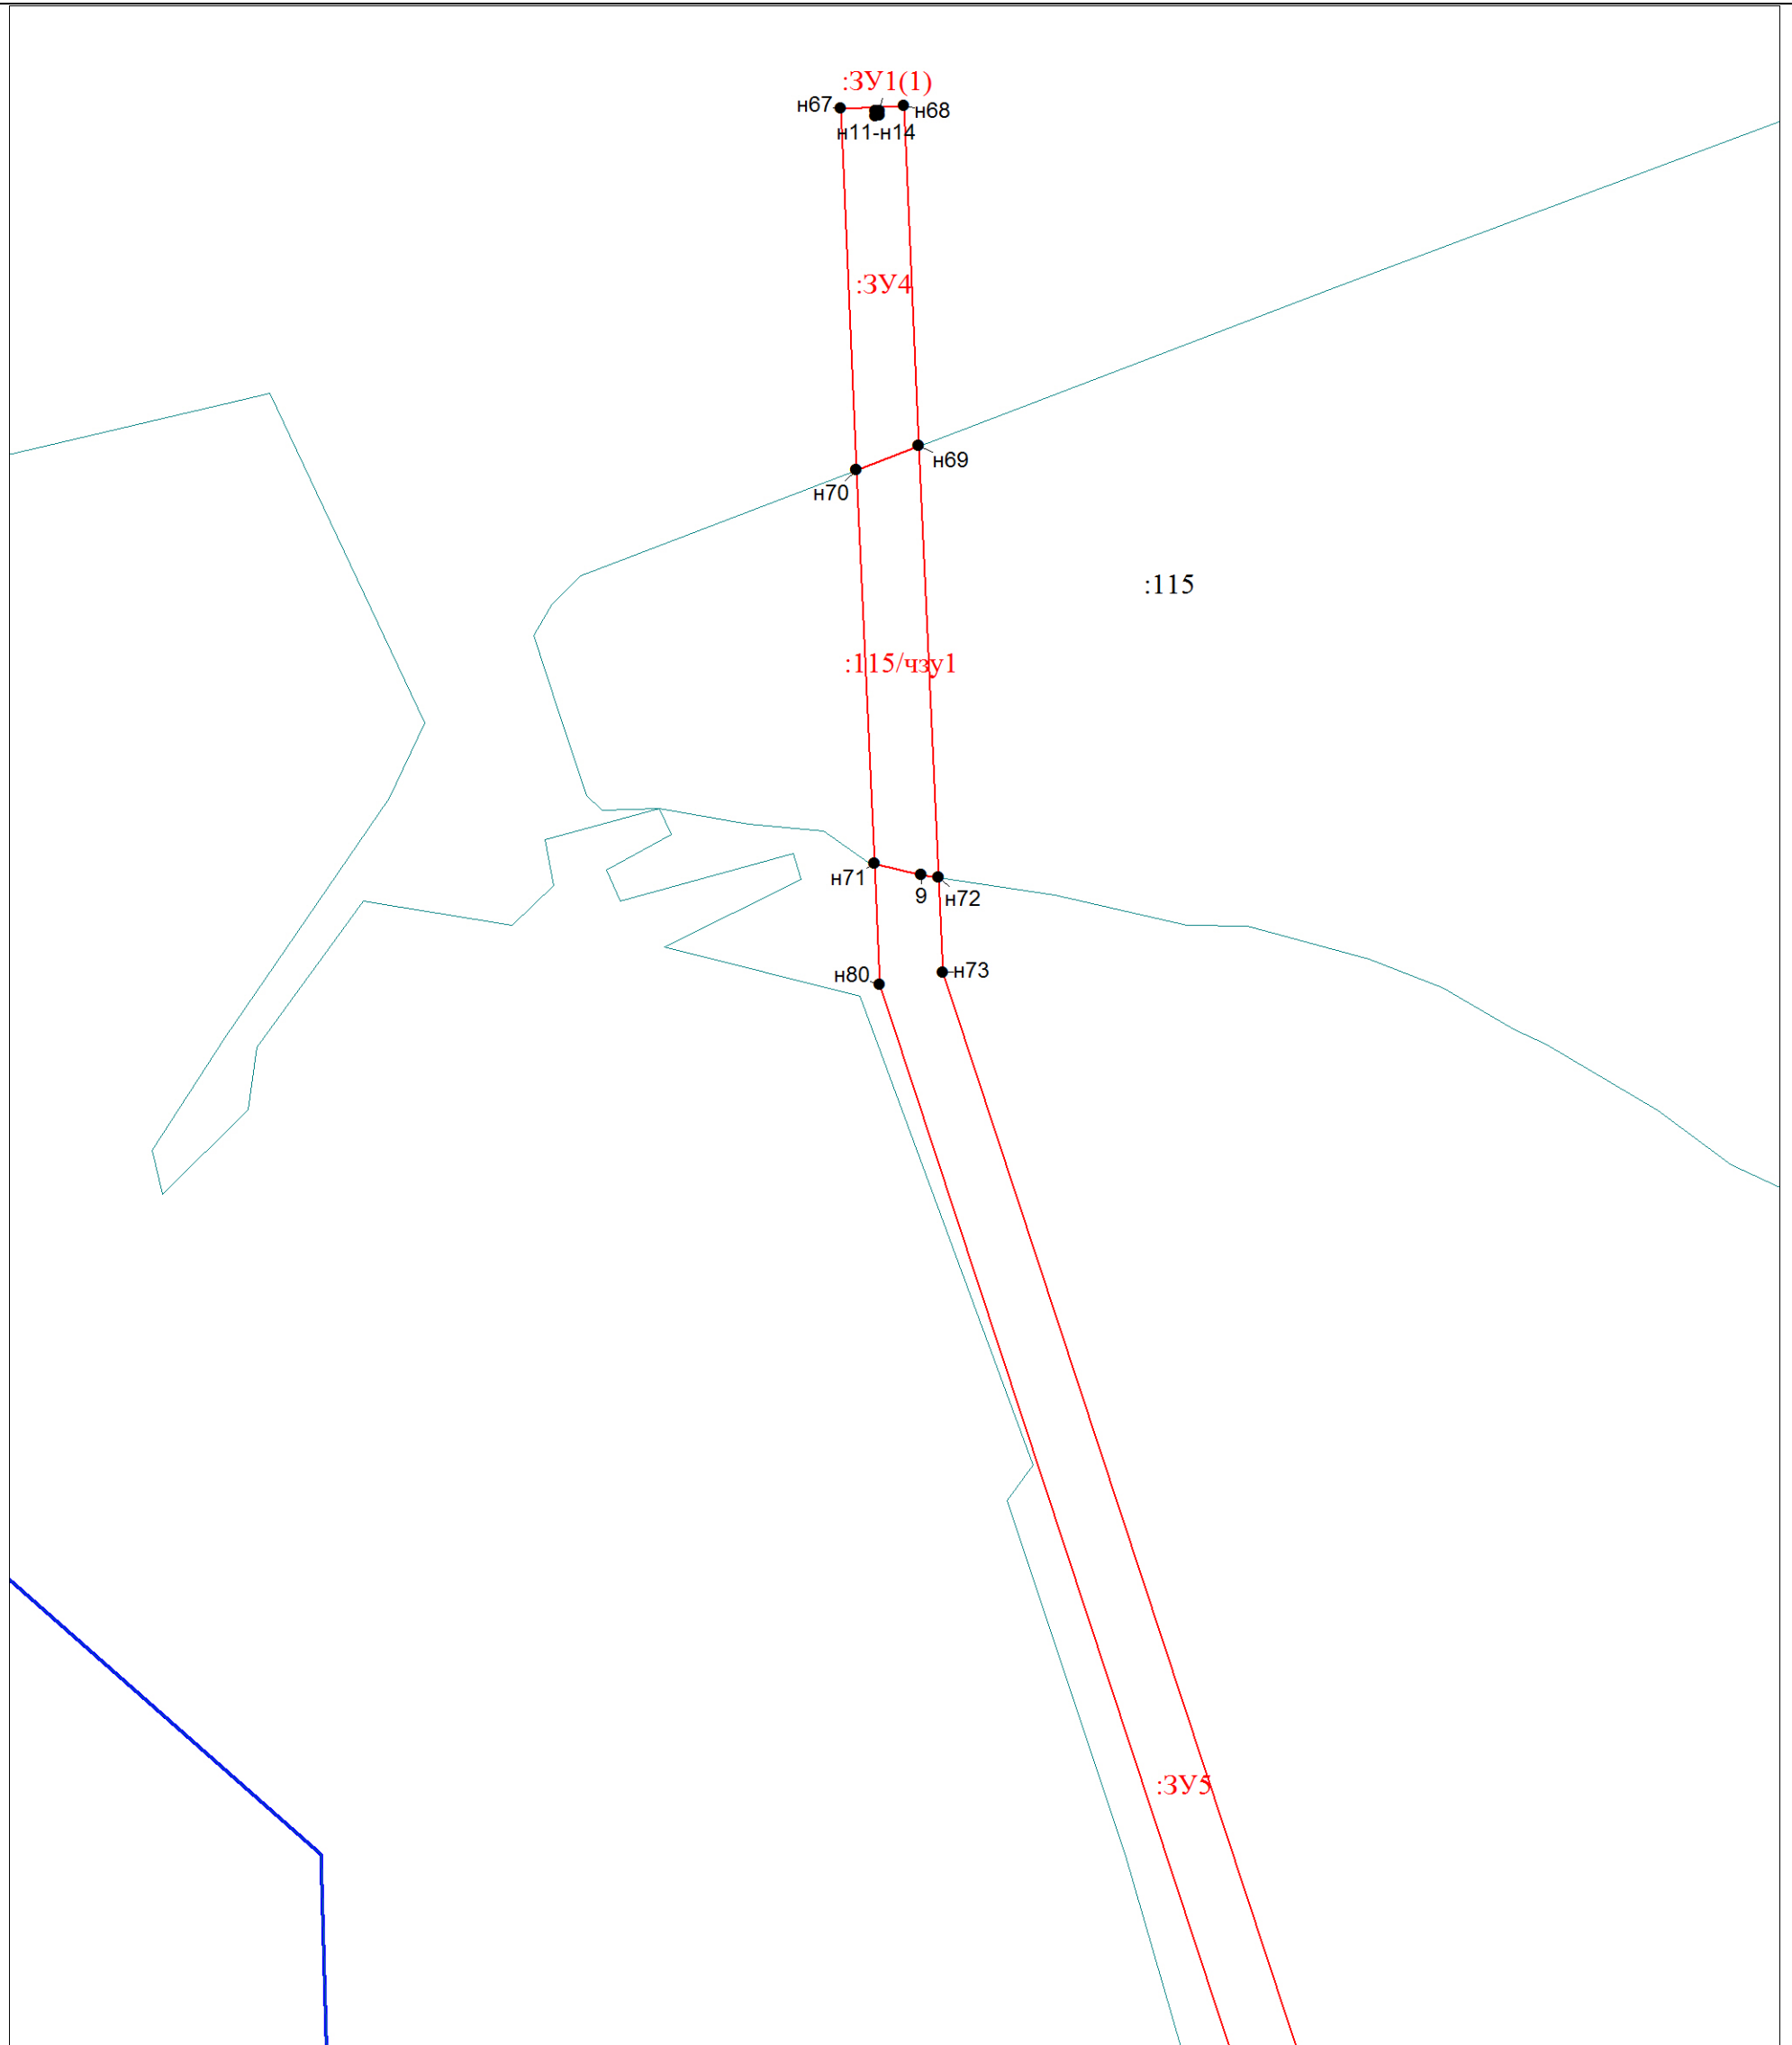 :ЗУ1(1)
н67
н68
н11-н14
:ЗУ4
н69
н70
:115
:115/чзу1
н71
9
н72
н73
н80
:ЗУ5